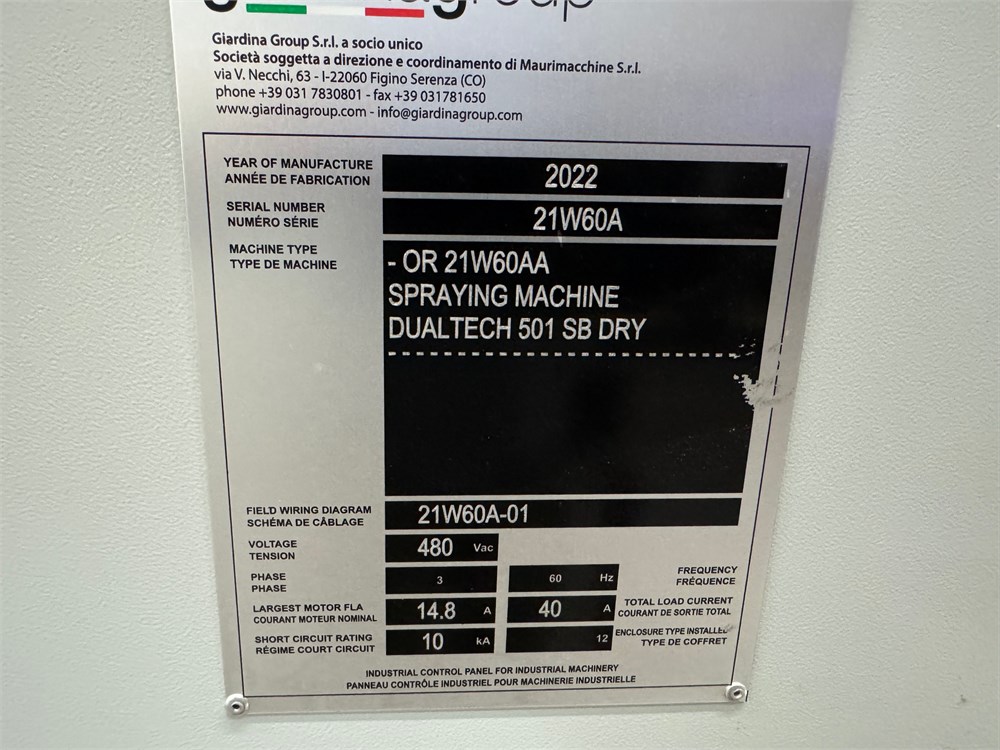 group
Giardina Group S.r.l. a socio unico
Società soggetta a direzione e coordinamento di Maurimacchine S.r.l.
via V. Necchi, 63 - I-22060 Figino Serenza (CO)
phone +39 031 7830801 - fax +39 031781650
www.giardinagroup.com - info@giardinagroup.com
YEAR OF MANUFACTURE 2022
ANNÉE DE FABRICATION
SERIAL NUMBER 21W60A
NUMÉRO SÉRIE
MACHINE TYPE - OR 21W60AA
TYPE DE MACHINE
SPRAYING MACHINE
DUALTECH 501 SB DRY
FIELD WIRING DIAGRAM 21W60A-01
SCHÉMA DE CÂBLAGE
VOLTAGE 480 Vac
TENSION
PHASE 3 60 Hz FREQUENCY
PHASE FRÉQUENCE
LARGEST MOTOR FLA 14.8 A 40 A TOTAL LOAD CURRENT
COURANT MOTEUR NOMINAL COURANT DE SORTIE TOTAL
SHORT CIRCUIT RATING 10 kA 12 ENCLOSURE TYPE INSTALLED
RÉGIME COURT CIRCUIT TYPE DE COFFRET
INDUSTRIAL CONTROL PANEL FOR INDUSTRIAL MACHINERY
PANNEAU CONTRÔLE INDUSTRIEL POUR MACHINERIE INDUSTRIELLE